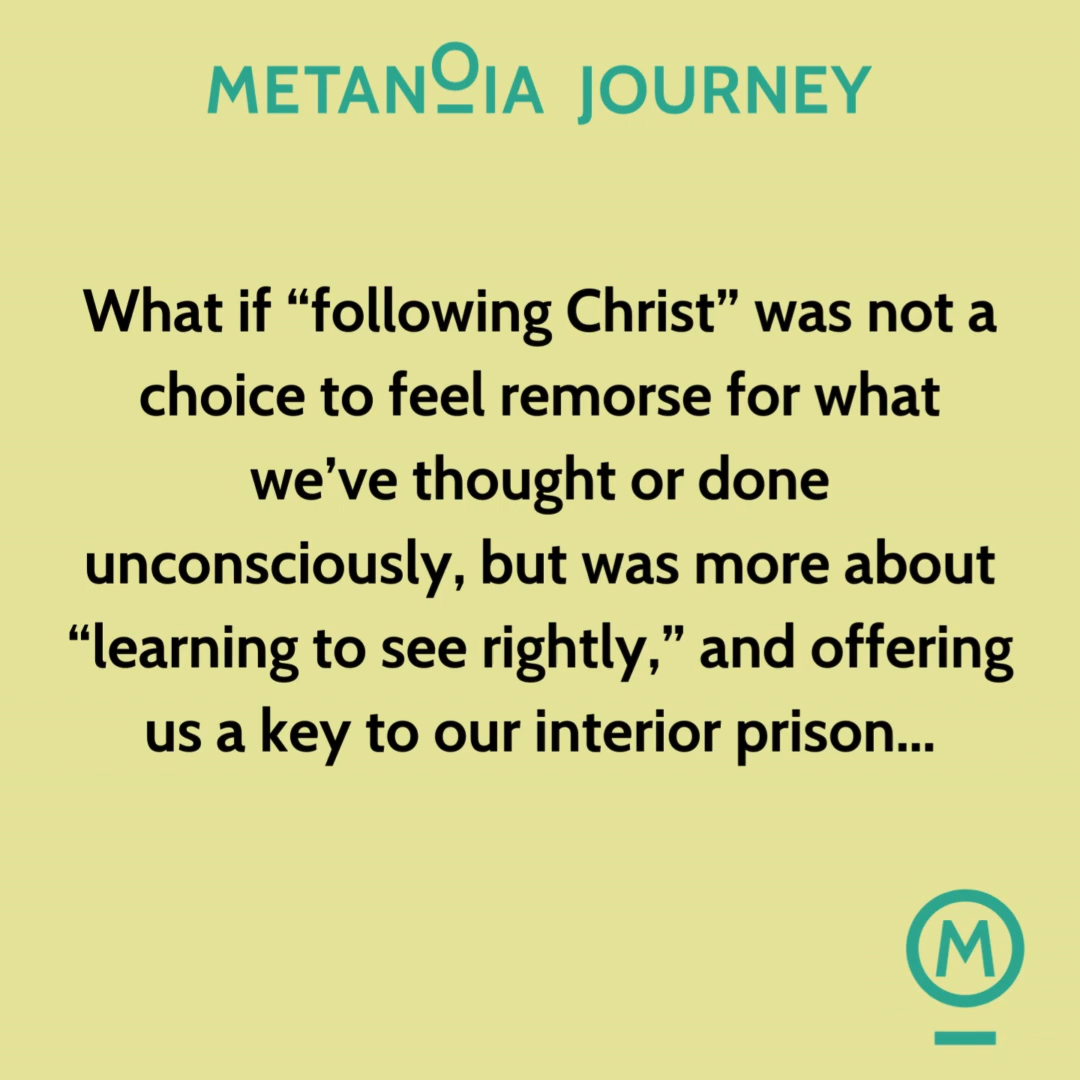 METANOIA JOURNEY
What if “following Christ” was not a
choice to feel remorse for what
we’ve thought or done
unconsciously, but was more about
“learning to see rightly,” and offering
us a key to our interior prison...
M